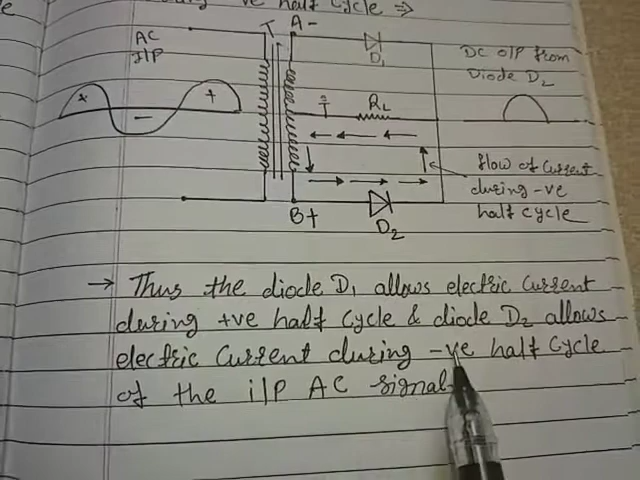 ve half Cycle ⇒
T A-
AC
I/P
D₁
DC O/P from
Diode D₂
+ - +
RL
flow of Current
during -ve
half cycle
B+
D₂
→ Thus the diode D₁ allows electric current
during +ve half cycle & diode D₂ allows
electric current during -ve half cycle
of the i/p AC signal